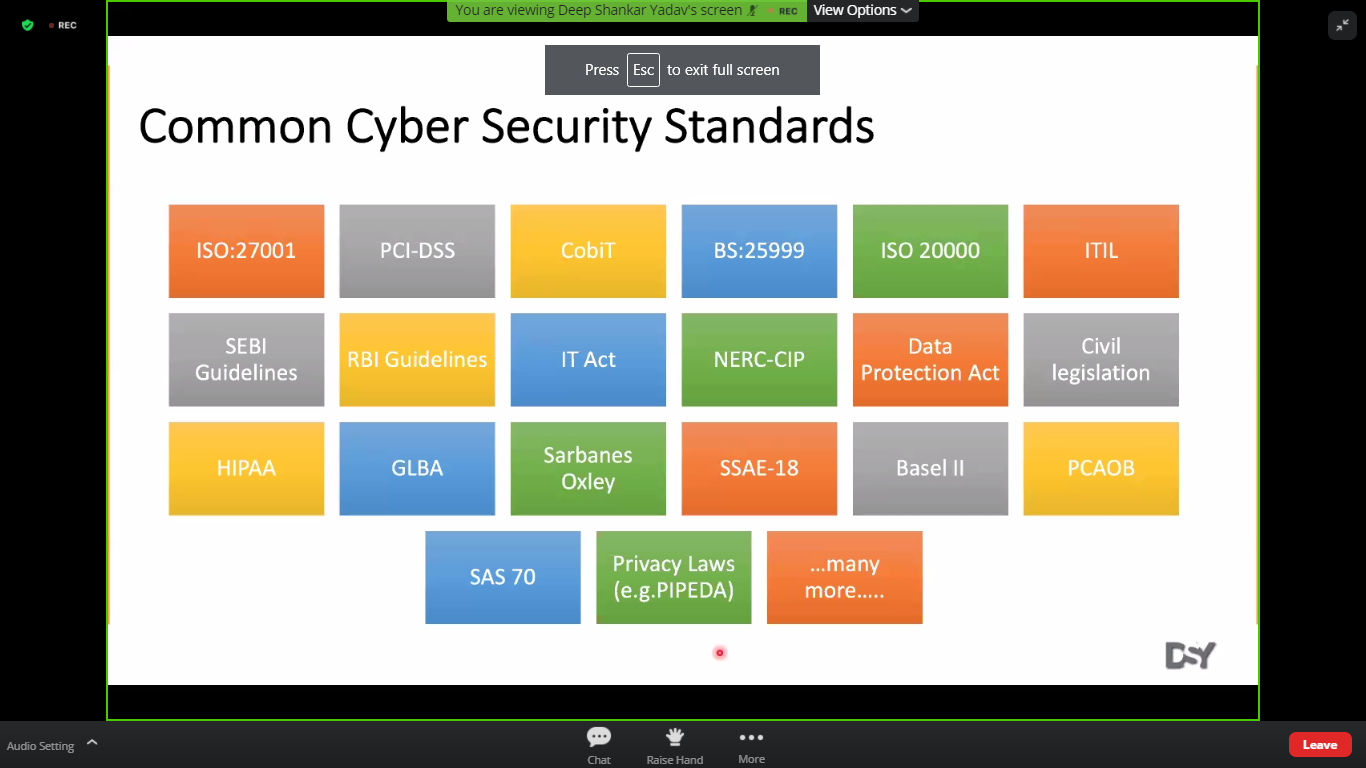 You are viewing Deep Shankar Yadav's screen REC View Options
REC
Press Esc to exit full screen
Common Cyber Security Standards
ISO:27001
PCI-DSS
CobiT
BS:25999
ISO 20000
ITIL
SEBI
Guidelines
RBI Guidelines
IT Act
NERC-CIP
Data
Protection Act
Civil
legislation
HIPAA
GLBA
Sarbanes
Oxley
SSAE-18
Basel II
PCAOB
SAS 70
Privacy Laws
(e.g.PIPEDA)
...many
more.....
DSY
Audio Setting
Chat
Raise Hand
More
Leave